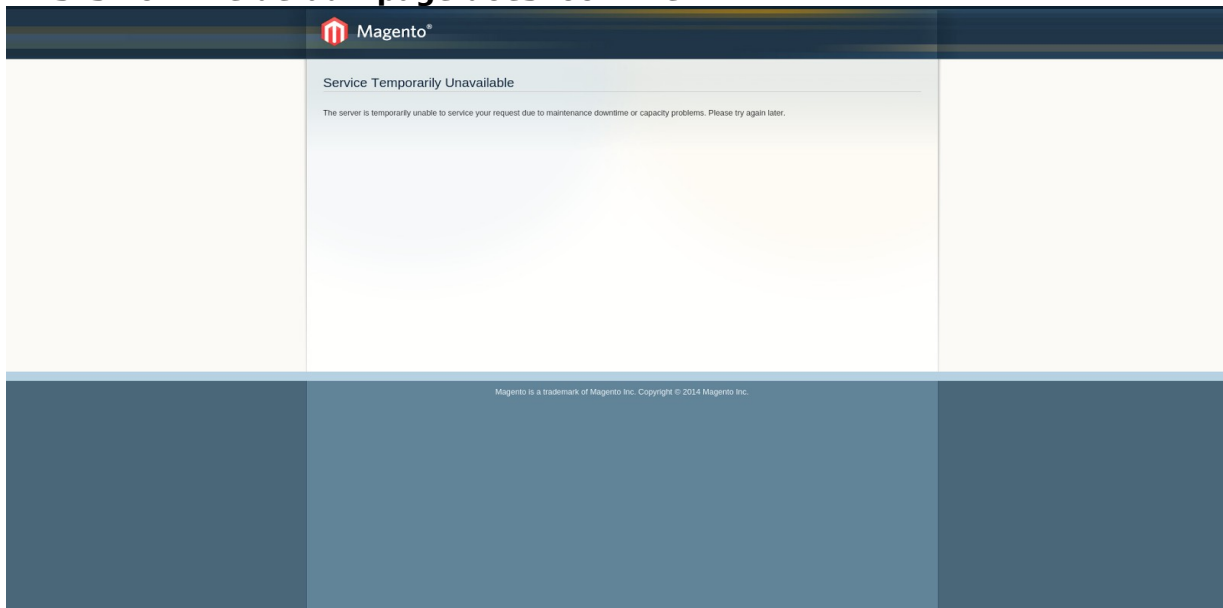 Magento®
Service Temporarily Unavailable
The server is temporarily unable to service your request due to maintenance downtime or capacity problems. Please try again later.
Magento is a trademark of Magento Inc. Copyright © 2014 Magento Inc.